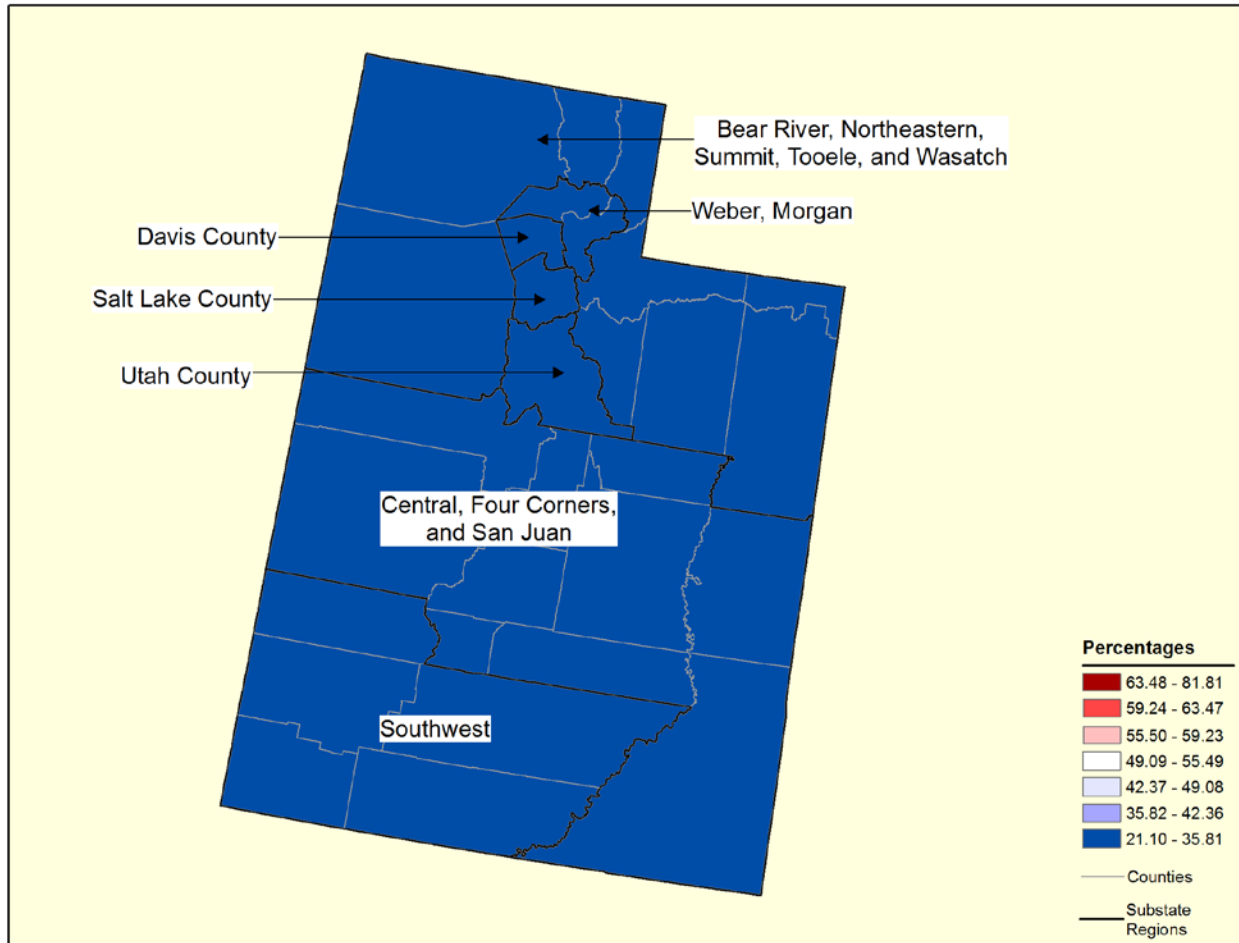 Bear River, Northeastern,
Summit, Tooele, and Wasatch
Weber, Morgan
Davis County
Salt Lake County
Utah County
Central, Four Corners,
and San Juan
Southwest
Percentages
63.48 - 81.81
59.24 - 63.47
55.50 - 59.23
49.09 - 55.49
42.37 - 49.08
35.82 - 42.36
21.10 - 35.81
Counties
Substate
Regions